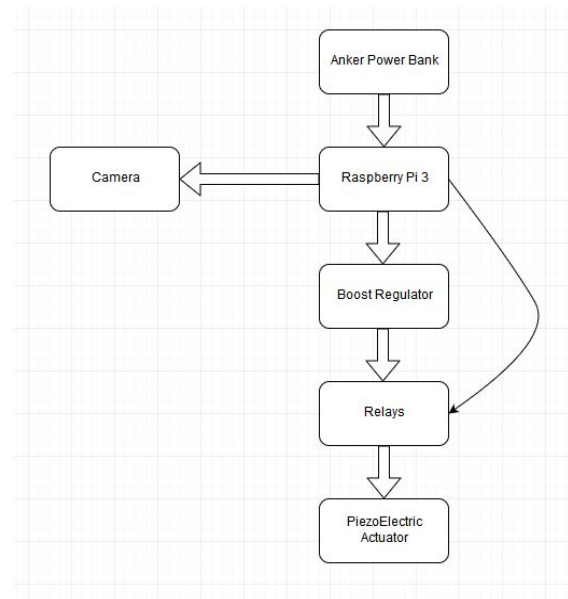 Anker Power Bank
Camera
Raspberry Pi 3
Boost Regulator
Relays
PiezoElectric
Actuator